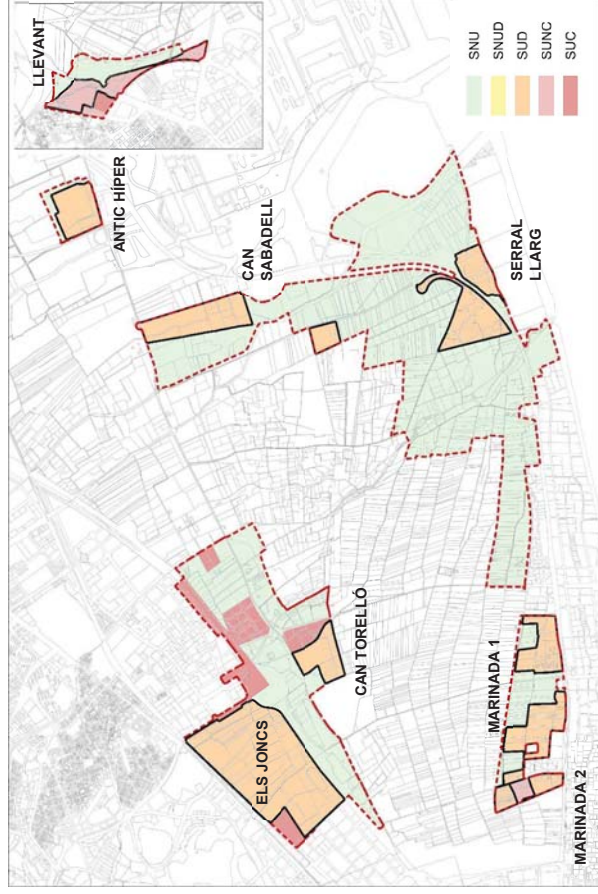 LLEVANT
ANTIC HÍPER
CAN
SABADELL
SERRAL
LLARG
ELS JONCS
CAN TORELLÓ
MARINADA 1
MARINADA 2
SNU
SNUD
SUD
SUNC
SUC